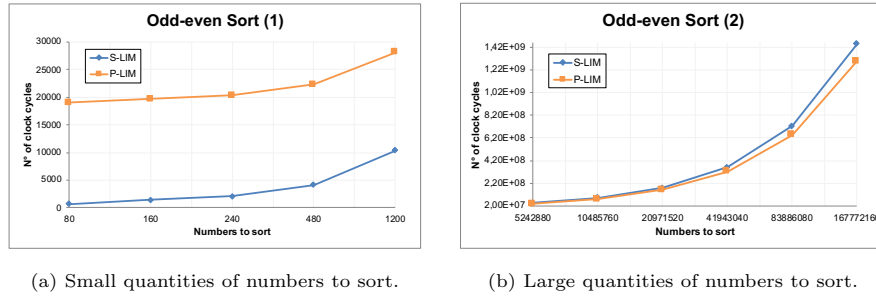 Odd-even Sort (1)
30000
25000
20000
15000
10000
5000
0
N° of clock cycles
S-LIM
P-LIM
80 160 240 480 1200
Numbers to sort
(a) Small quantities of numbers to sort.
Odd-even Sort (2)
1,42E+09
1,22E+09
1,02E+09
8,20E+08
6,20E+08
4,20E+08
2,20E+08
2,00E+07
N° of clock cycles
S-LIM
P-LIM
5242880 10485760 20971520 41943040 83886080 167772160
Numbers to sort
(b) Large quantities of numbers to sort.